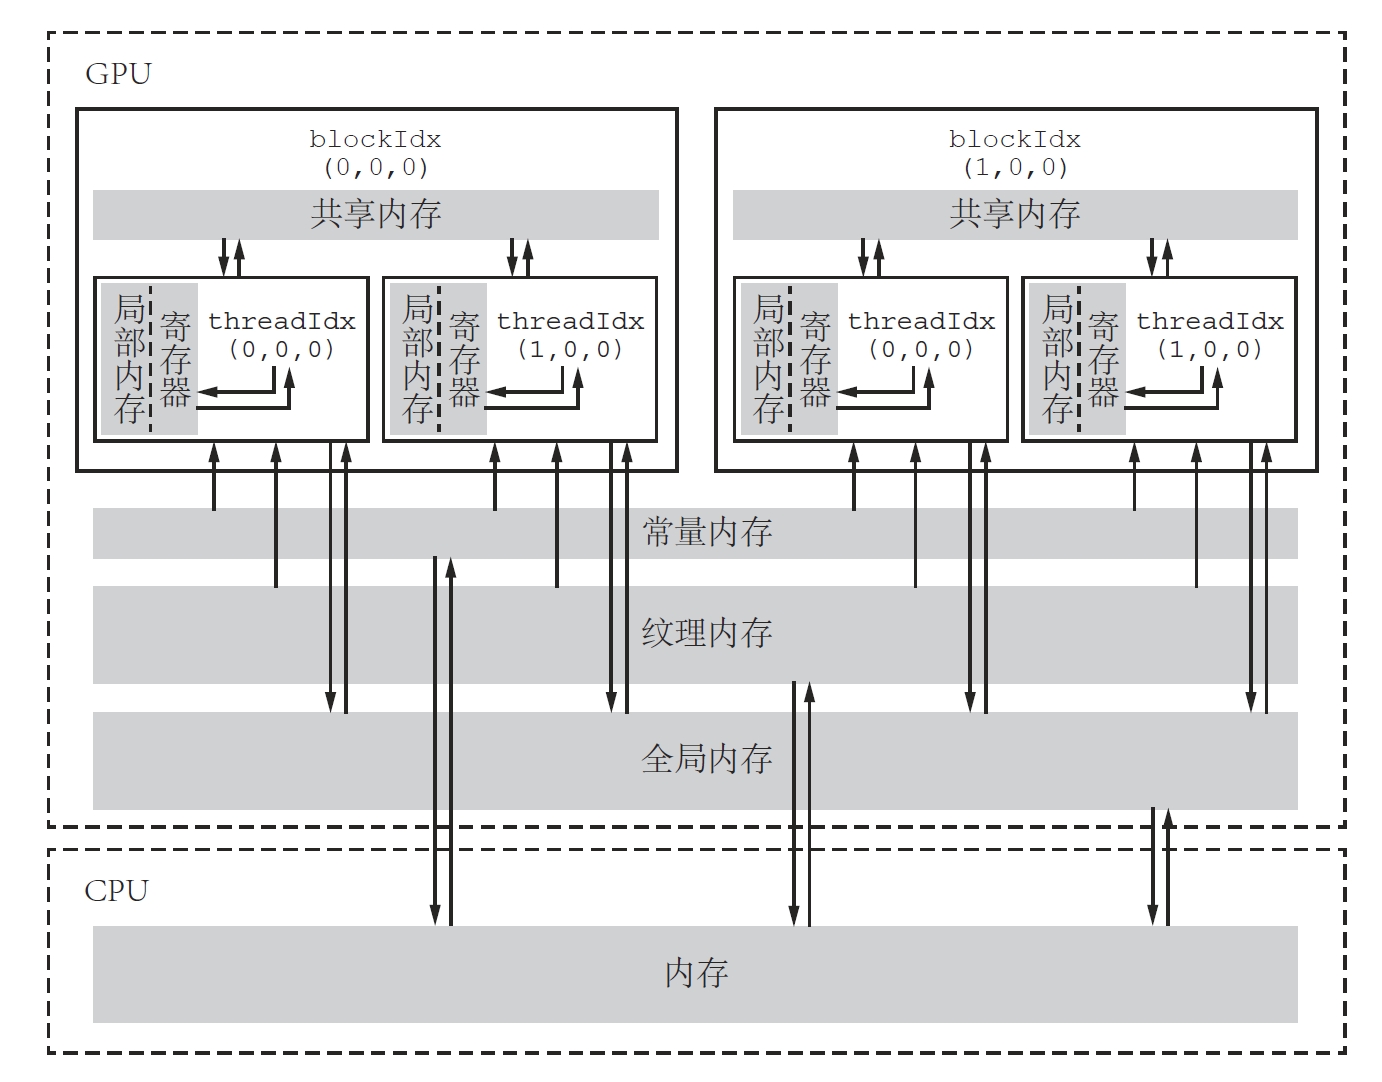 GPU
blockIdx
(0,0,0)
共享内存
局部内存
寄存器
threadIdx
(0,0,0)
局部内存
寄存器
threadIdx
(1,0,0)
blockIdx
(1,0,0)
共享内存
局部内存
寄存器
threadIdx
(0,0,0)
局部内存
寄存器
threadIdx
(1,0,0)
常量内存
纹理内存
全局内存
CPU
内存